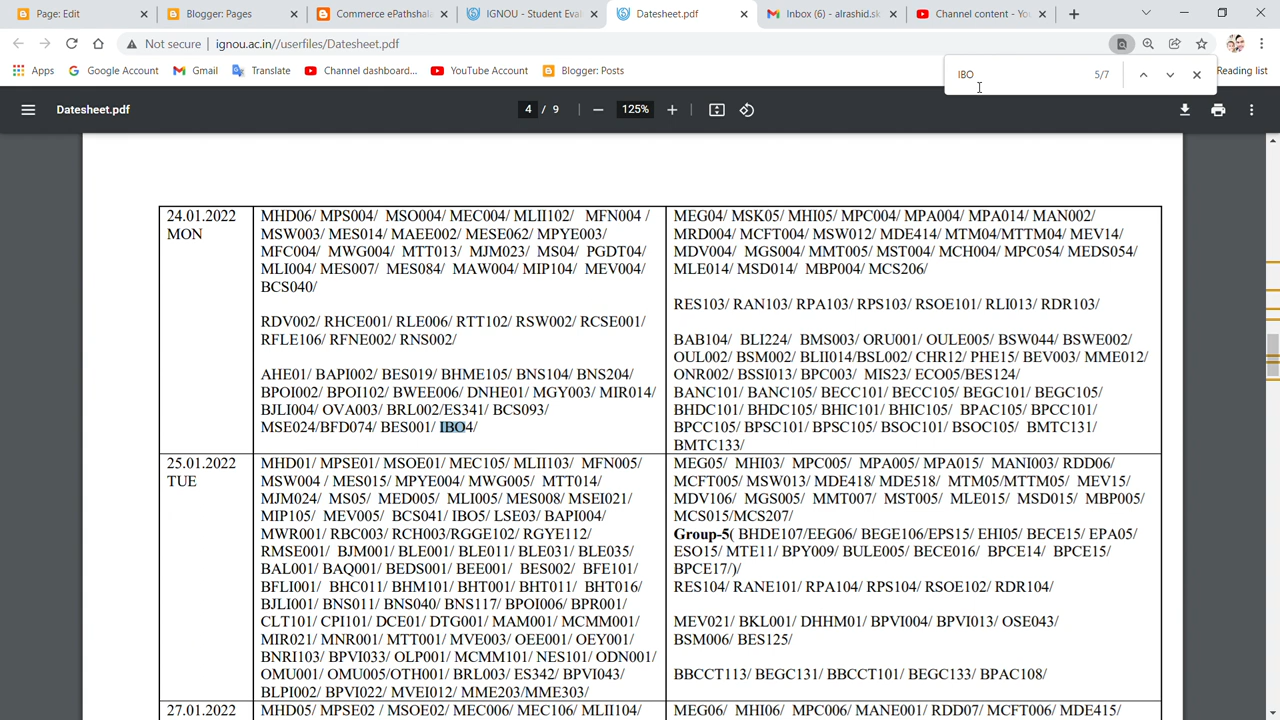 Page: Edit
Blogger: Pages
Commerce ePathshala
IGNOU - Student Eva
Datesheet.pdf
Inbox (6) - alrashid.sk
Channel content - Yo
Not secure
ignou.ac.in//userfiles/Datesheet.pdf
Apps
Google Account
Gmail
Translate
Channel dashboard...
YouTube Account
Blogger: Posts
Reading list
IBO
5/7
Datesheet.pdf
4 / 9
125%
24.01.2022
MON
MHD06/ MPS004/ MSO004/ MEC004/ MLII102/ MFN004 /
MSW003/ MES014/ MAEE002/ MESE062/ MPYE003/
MFC004/ MWG004/ MTT013/ MJM023/ MS04/ PGDT04/
MLI004/ MES007/ MES084/ MAW004/ MIP104/ MEV004/
BCS040/
RDV002/ RHCE001/ RLE006/ RTT102/ RSW002/ RCSE001/
RFLE106/ RFNE002/ RNS002/
AHE01/ BAPI002/ BES019/ BHME105/ BNS104/ BNS204/
BPOI002/ BPOI102/ BWEE006/ DNHE01/ MGY003/ MIR014/
BJLI004/ OVA003/ BRL002/ES341/ BCS093/
MSE024/BFD074/ BES001/ IBO4/
MEG04/ MSK05/ MHI05/ MPC004/ MPA004/ MPA014/ MAN002/
MRD004/ MCFT004/ MSW012/ MDE414/ MTM04/MTTM04/ MEV14/
MDV004/ MGS004/ MMT005/ MST004/ MCH004/ MPC054/ MEDS054/
MLE014/ MSD014/ MBP004/ MCS206/
RES103/ RAN103/ RPA103/ RPS103/ RSOE101/ RLI013/ RDR103/
BAB104/ BLI224/ BMS003/ ORU001/ OULE005/ BSW044/ BSWE002/
OUL002/ BSM002/ BLII014/BSL002/ CHR12/ PHE15/ BEV003/ MME012/
ONR002/ BSSI013/ BPCI003/ MIS23/ ECO05/BES124/
BANC101/ BANC105/ BECC101/ BECC105/ BEGC101/ BEGC105/
BHDC101/ BHDC105/ BHIC101/ BHIC105/ BPAC105/ BPCC101/
BPCC105/ BPSC101/ BPSC105/ BSOC101/ BSOC105/ BMTC131/
BMTC133/
25.01.2022
TUE
MHD01/ MPSE01/ MSOE01/ MEC105/ MLII103/ MFN005/
MSW004 / MES015/ MPYE004/ MWG005/ MTT014/
MJM024/ MS05/ MED005/ MLI005/ MES008/ MSEI021/
MIP105/ MEV005/ BCS041/ IBO5/ LSE03/ BAPI004/
MWR001/ RBC003/ RCH003/RGGE102/ RGYE112/
RMSE001/ BJM001/ BLE001/ BLE011/ BLE031/ BLE035/
BAL001/ BAQ001/ BEDS001/ BEE001/ BES002/ BFE101/
BFLI001/ BHC011/ BHM101/ BHT001/ BHT011/ BHT016/
BJLI001/ BNS011/ BNS040/ BNS117/ BPOI006/ BPR001/
CLT101/ CPI101/ DCE01/ DTG001/ MAM001/ MCMM001/
MIR021/ MNR001/ MTT001/ MVE003/ OEE001/ OEY001/
BNRI103/ BPVI033/ OLP001/ MCMM101/ NES101/ ODN001/
OMU001/ OMU005/OTH001/ BRL003/ ES342/ BPVI043/
BLPI002/ BPVI022/ MVEI012/ MME203/MME303/
MEG05/ MHI03/ MPC005/ MPA005/ MPA015/ MANI003/ RDD06/
MCFT005/ MSW013/ MDE418/ MDE518/ MTM05/MTTM05/ MEV15/
MDV106/ MGS005/ MMT007/ MST005/ MLE015/ MSD015/ MBP005/
MCS015/MCS207/
Group-5( BHDE107/EEG06/ BEGE106/EPS15/ EHI05/ BECE15/ EPA05/
ESO15/ MTE11/ BPY009/ BULE005/ BECE016/ BPCE14/ BPCE15/
BPCE17/)/
RES104/ RANE101/ RPA104/ RPS104/ RSOE102/ RDR104/
MEV021/ BKL001/ DHHM01/ BPVI004/ BPVI013/ OSE043/
BSM006/ BES125/
BBCCT113/ BEGC131/ BBCCT101/ BEGC133/ BPAC108/
27.01.2022
MHD05/ MPSE02 / MSOE02/ MEC006/ MEC106/ MLII104/
MEG06/ MHI06/ MPC006/ MANE001/ RDD07/ MCFT006/ MDE415/